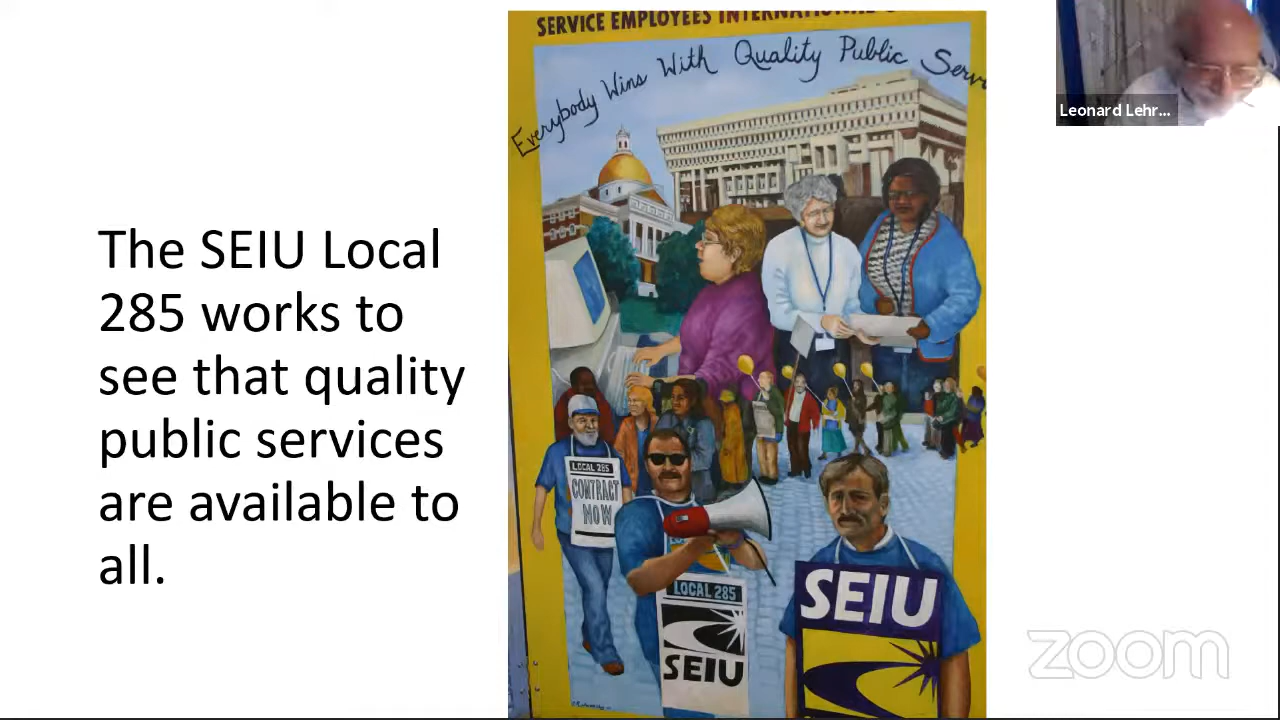 SERVICE EMPLOYEES INTERNATIONAL
Everybody Wins With Quality Public
Leonard Lehr...
The SEIU Local
285 works to
see that quality
public services
are available to
all.
LOCAL 285
CONTRACT
NOW
LOCAL 285
SEIU
SEIU
zoom